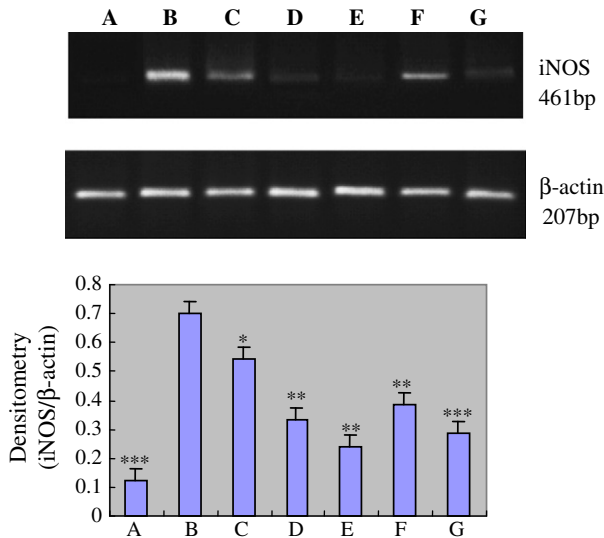 A B C D E F G
iNOS
461bp
β-actin
207bp
Densitometry
(iNOS/β-actin)
0.8
0.7
0.6
0.5
0.4
0.3
0.2
0.1
0
***
*
**
**
**
***
A B C D E F G